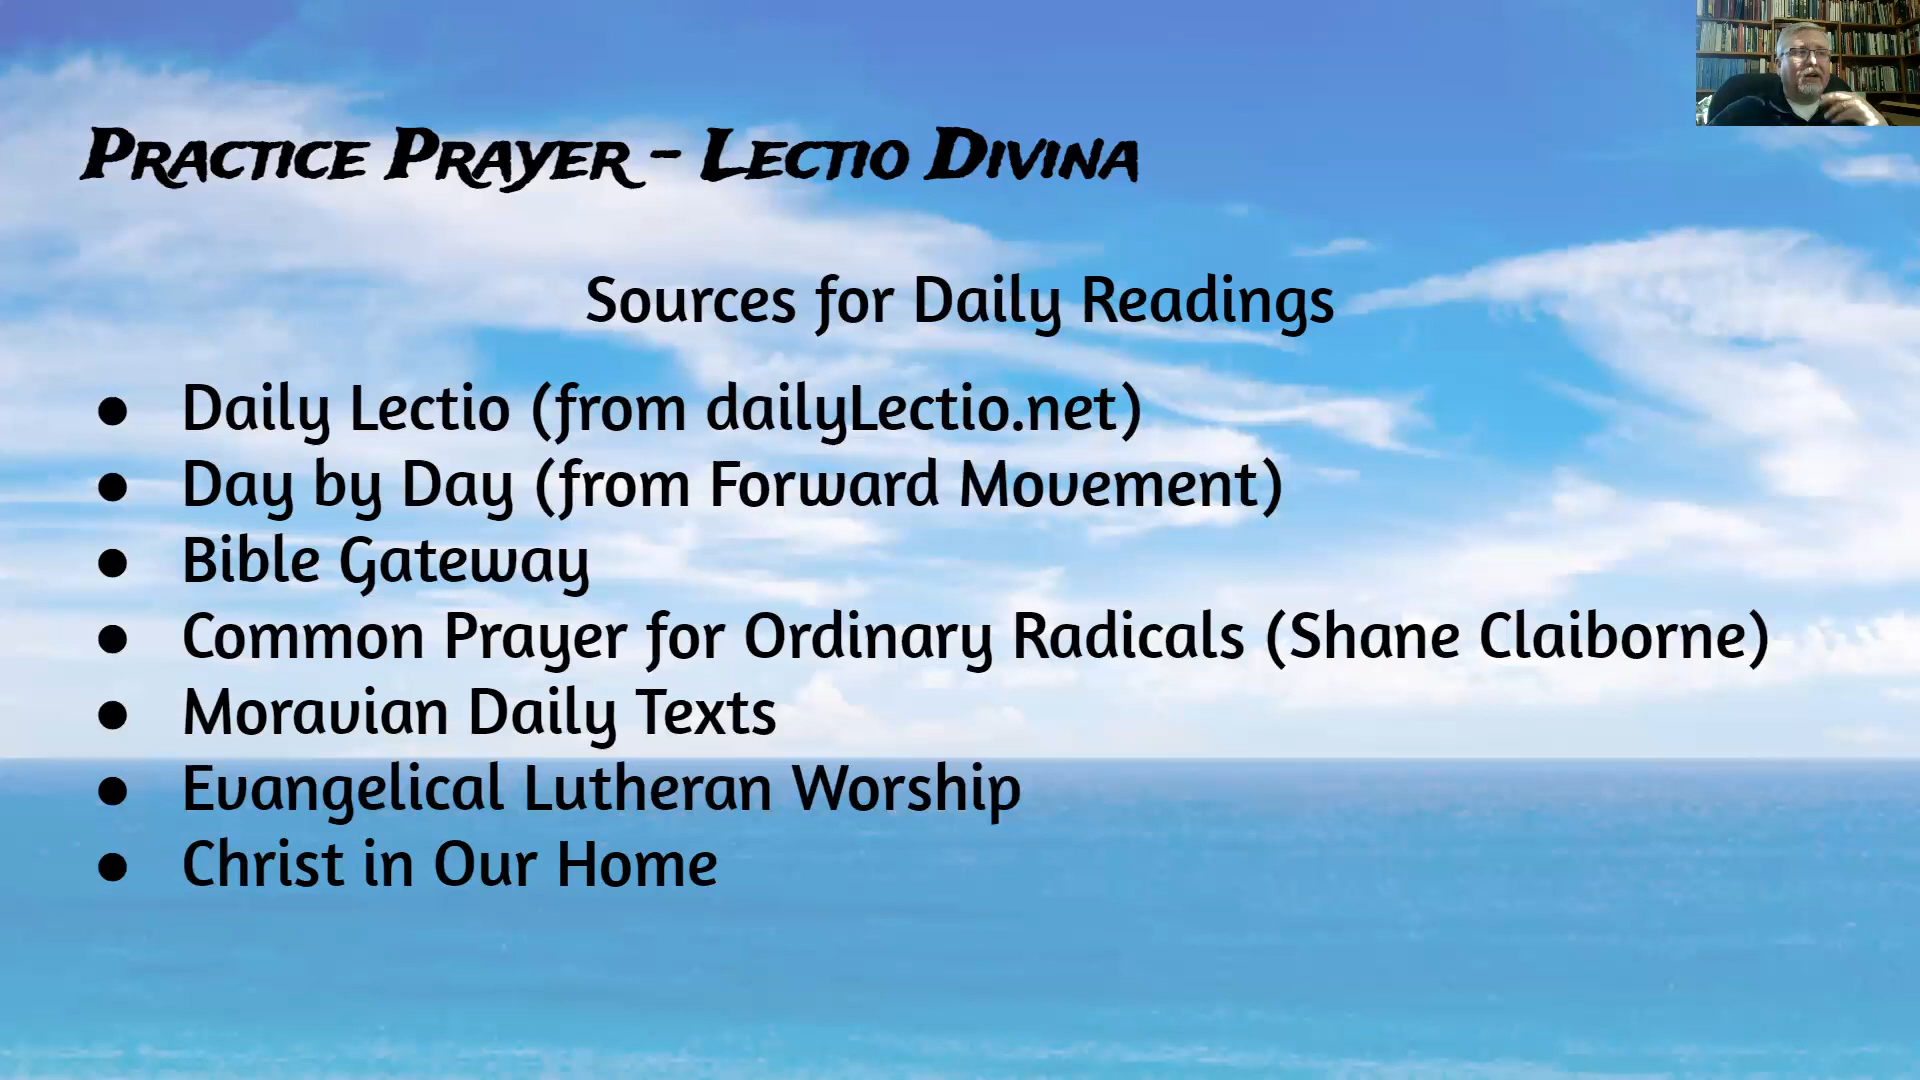 Practice Prayer - Lectio Divina
Sources for Daily Readings
● Daily Lectio (from dailyLectio.net)
● Day by Day (from Forward Movement)
● Bible Gateway
● Common Prayer for Ordinary Radicals (Shane Claiborne)
● Moravian Daily Texts
● Evangelical Lutheran Worship
● Christ in Our Home